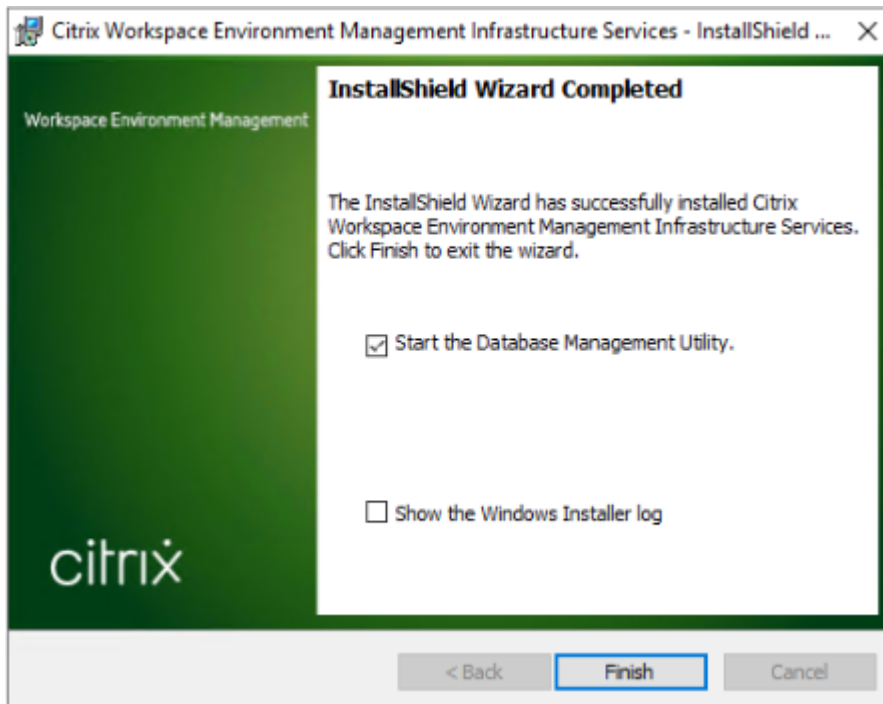 Citrix Workspace Environment Management Infrastructure Services - InstallShield ...
Workspace Environment Management
InstallShield Wizard Completed
The InstallShield Wizard has successfully installed Citrix
Workspace Environment Management Infrastructure Services.
Click Finish to exit the wizard.
Start the Database Management Utility.
Show the Windows Installer log
citrix
< Back
Finish
Cancel